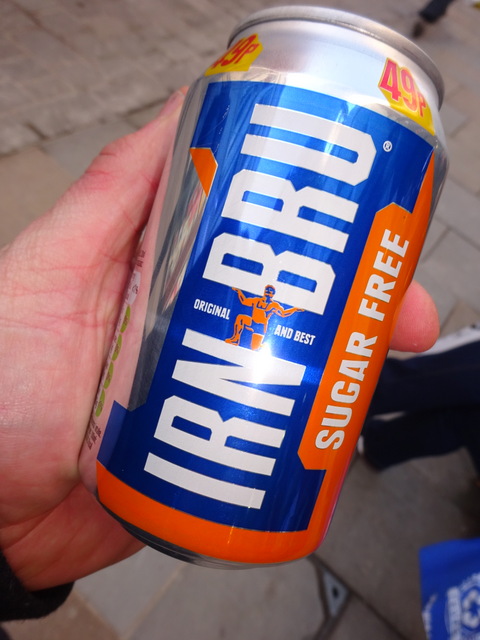 49p
49p
IRN-BRU®
ORIGINAL AND BEST
SUGAR FREE